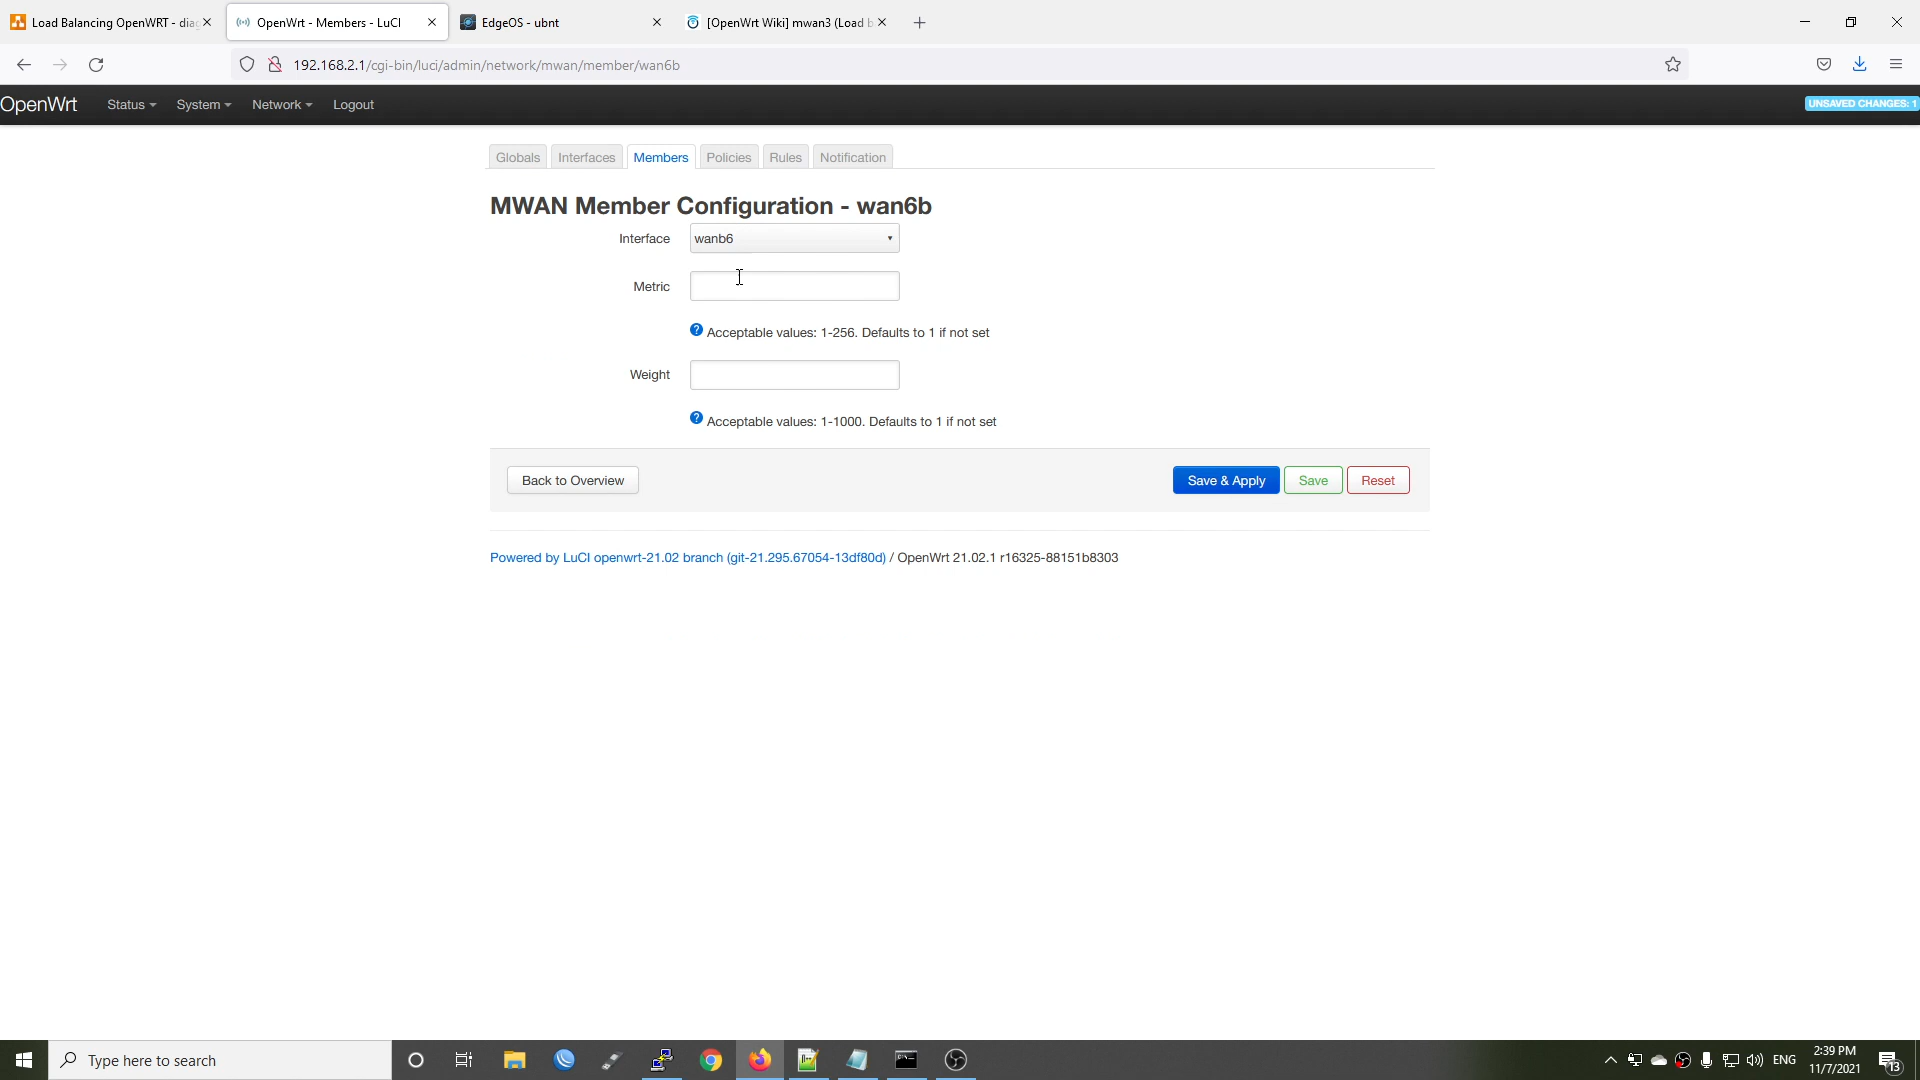 Load Balancing OpenWRT - diag
OpenWrt - Members - LuCI
EdgeOS - ubnt
[OpenWrt Wiki] mwan3 (Load b
192.168.2.1/cgi-bin/luci/admin/network/mwan/member/wan6b
OpenWrt
Status
System
Network
Logout
UNSAVED CHANGES: 1
Globals
Interfaces
Members
Policies
Rules
Notification
MWAN Member Configuration - wan6b
Interface
wanb6
Metric
Acceptable values: 1-256. Defaults to 1 if not set
Weight
Acceptable values: 1-1000. Defaults to 1 if not set
Back to Overview
Save & Apply
Save
Reset
Powered by LuCI openwrt-21.02 branch (git-21.295.67054-13df80d) / OpenWrt 21.02.1 r16325-88151b8303
Type here to search
ENG
2:39 PM
11/7/2021
13